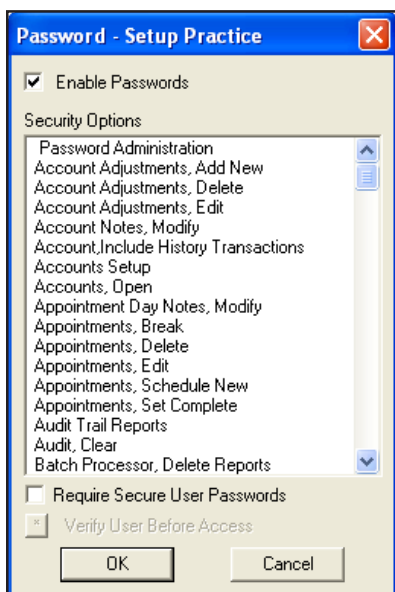 Password - Setup Practice
Enable Passwords
Security Options
Password Administration
Account Adjustments, Add New
Account Adjustments, Delete
Account Adjustments, Edit
Account Notes, Modify
Account,Include History Transactions
Accounts Setup
Accounts, Open
Appointment Day Notes, Modify
Appointments, Break
Appointments, Delete
Appointments, Edit
Appointments, Schedule New
Appointments, Set Complete
Audit Trail Reports
Audit, Clear
Batch Processor, Delete Reports
Require Secure User Passwords
* Verify User Before Access
OK Cancel